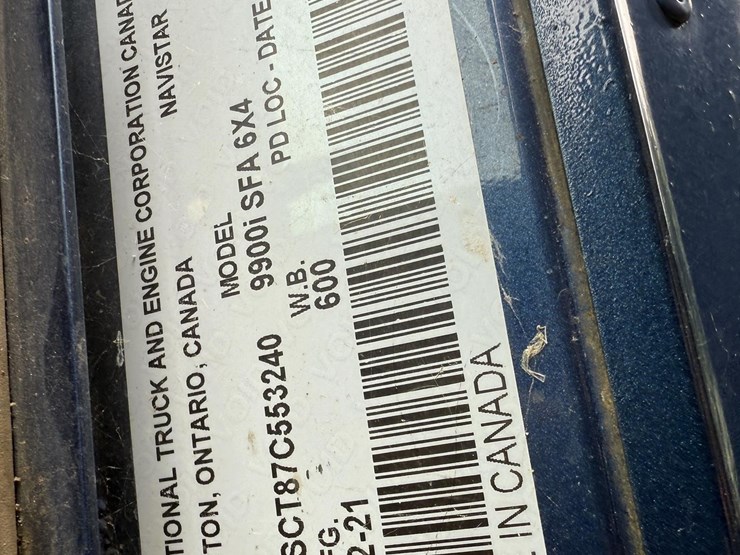 TIONAL TRUCK AND ENGINE CORPORATION CANA
NAVISTAR
TON, ONTARIO, CANADA
MODEL
9900i SFA 6X4
PD LOC - DATE
SCT87C553240
W.B.
600
FG.
2-21
IN CANADA